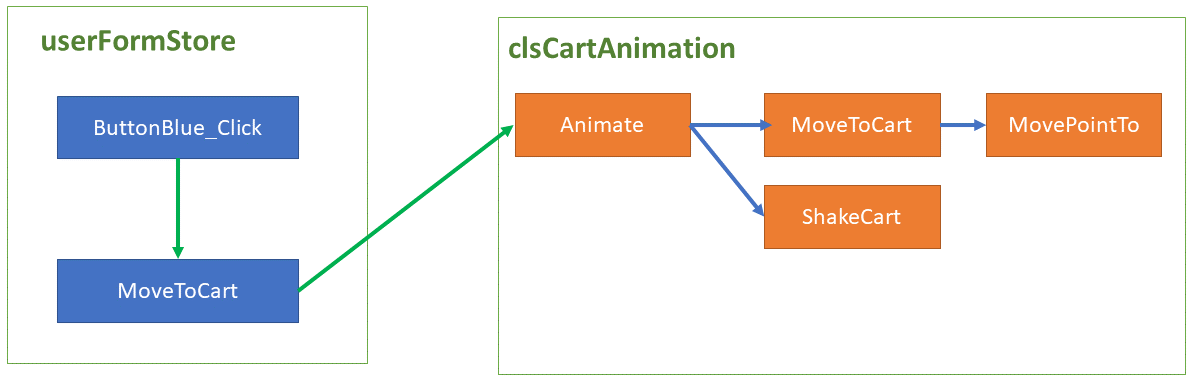 userFormStore
ButtonBlue_Click
MoveToCart
clsCartAnimation
Animate
MoveToCart
MovePointTo
ShakeCart